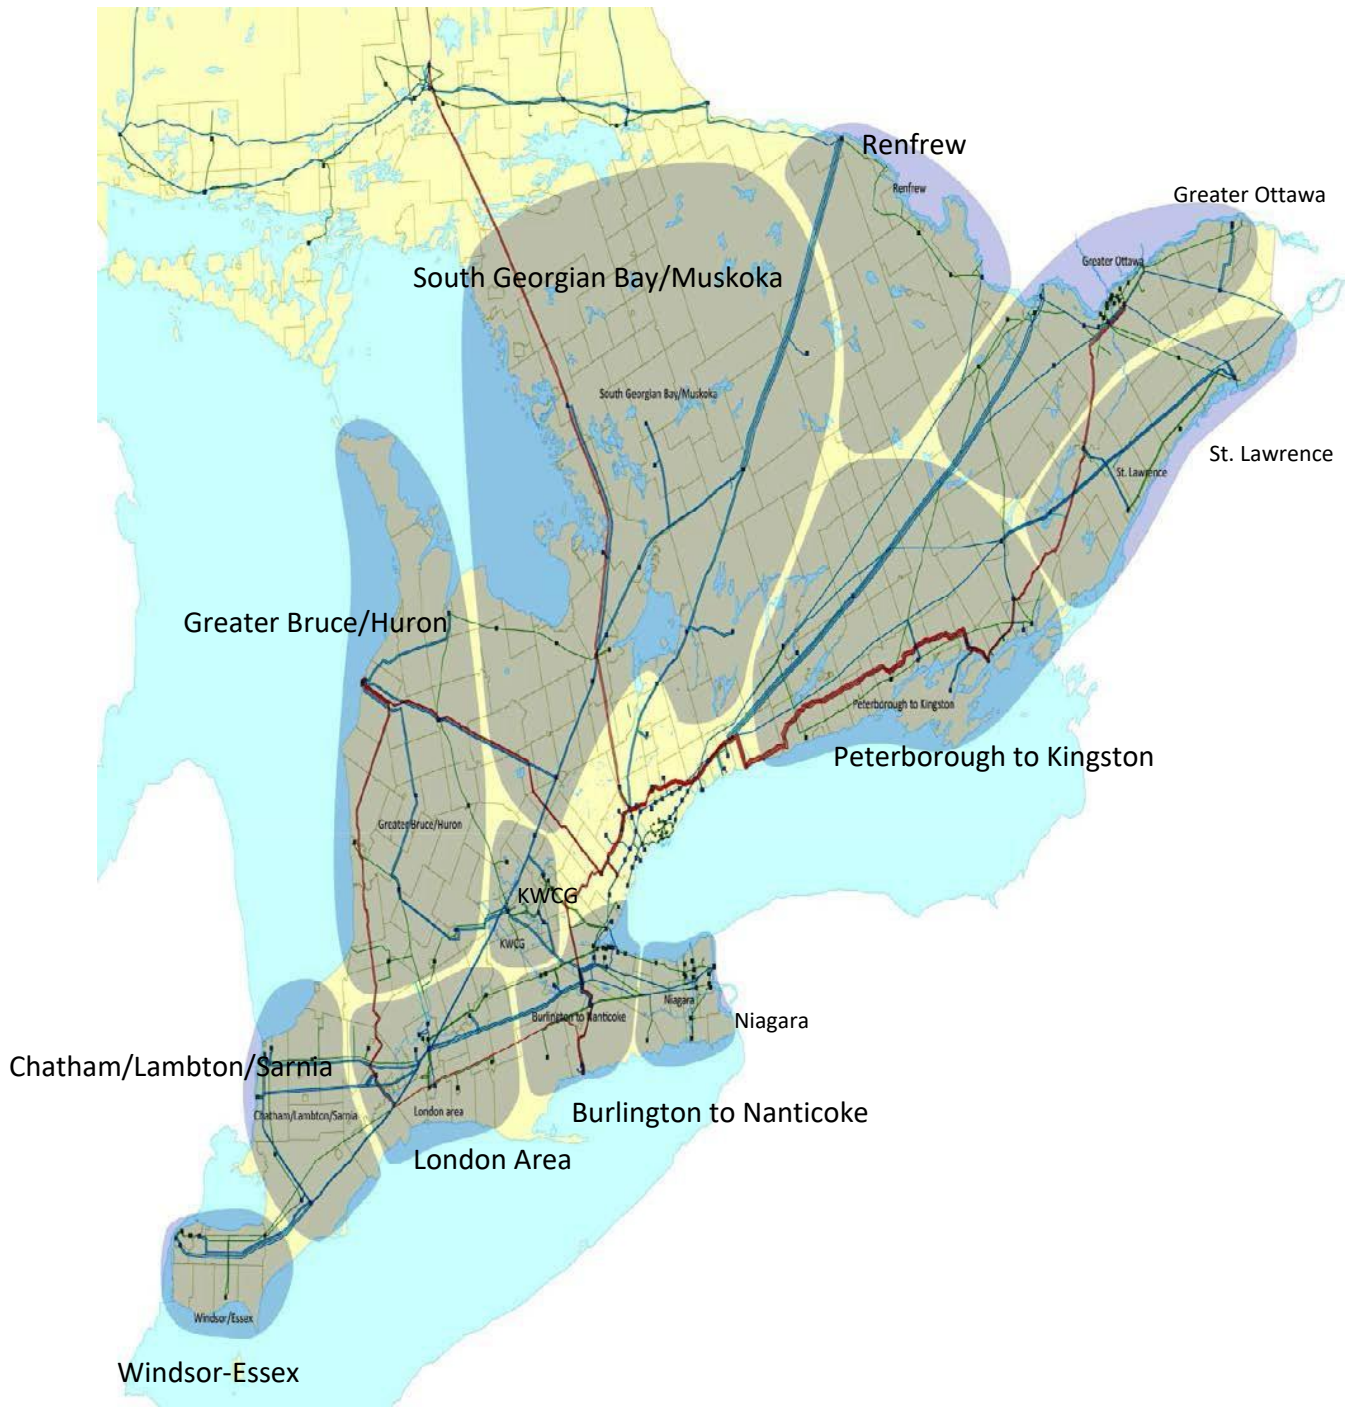 Renfrew
Renfrew
Greater Ottawa
Greater Ottawa
South Georgian Bay/Muskoka
South Georgian Bay/Muskoka
St. Lawrence
St. Lawrence
Greater Bruce/Huron
Peterborough to Kingston
Peterborough to Kingston
Greater Bruce/Huron
KWCG
KWCG
Niagara
Burlington to Nanticoke
Niagara
Chatham/Lambton/Sarnia
Chatham/Lambton/Sarnia
London area
Burlington to Nanticoke
London Area
Windsor/Essex
Windsor-Essex